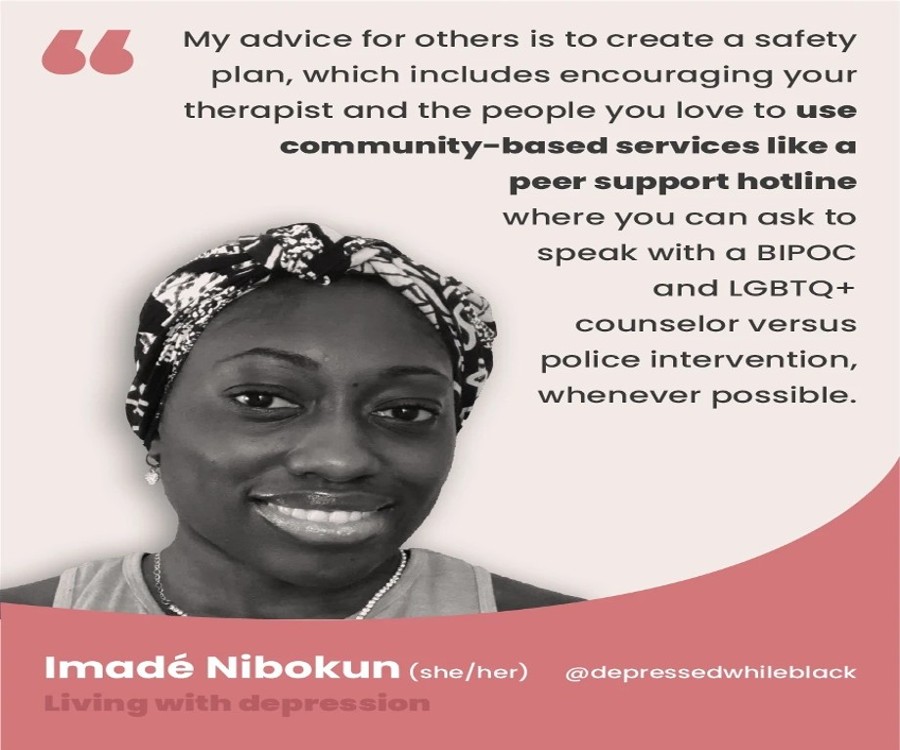 My advice for others is to create a safety
plan, which includes encouraging your
therapist and the people you love to use
community-based services like a
peer support hotline
where you can ask to
speak with a BIPOC
and LGBTQ+
counselor versus
police intervention,
whenever possible.
Imadé Nibokun (she/her) @depressedwhileblack
Living with depression